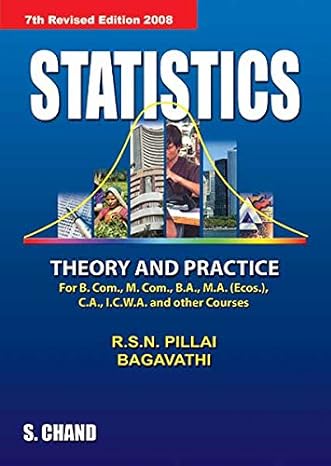 7th Revised Edition 2008
STATISTICS
THEORY AND PRACTICE
For B. Com., M. Com., B.A., M.A. (Ecos.),
C.A., I.C.W.A. and other Courses
R.S.N. PILLAI
BAGAVATHI
S. CHAND